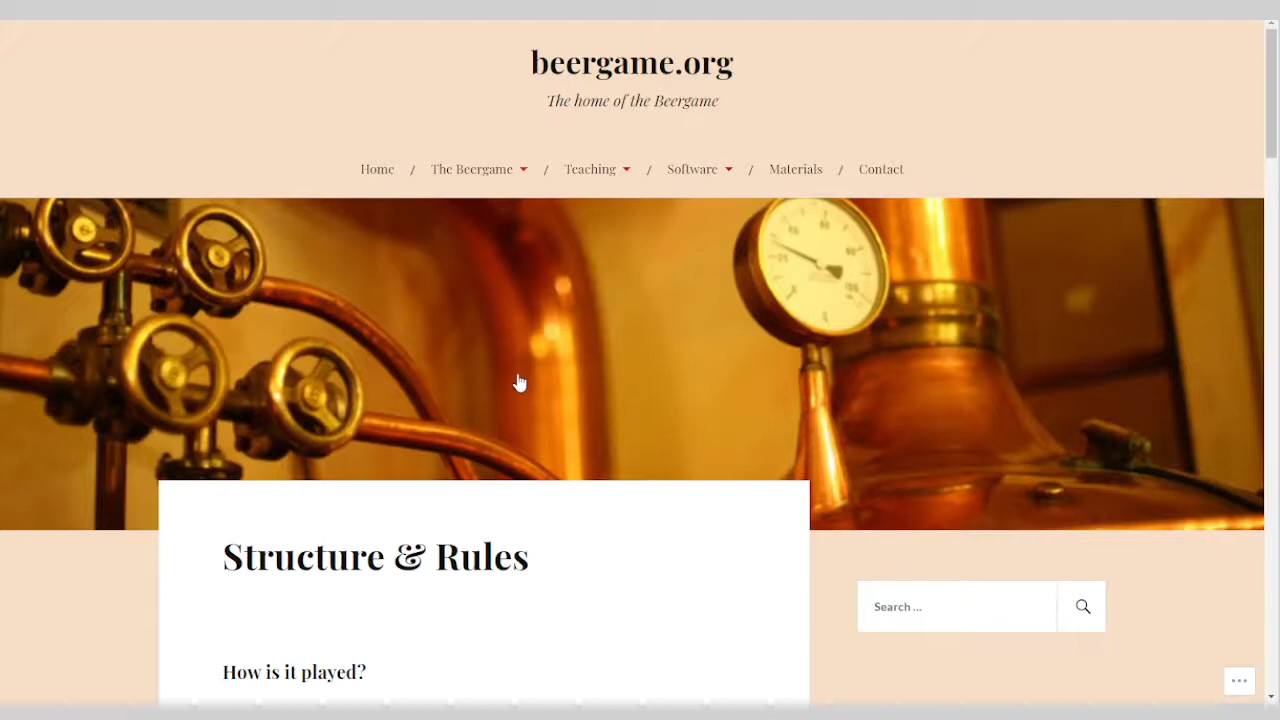 beergame.org
The home of the Beergame
Home / The Beergame / Teaching / Software / Materials / Contact
Structure & Rules
Search ...
How is it played?